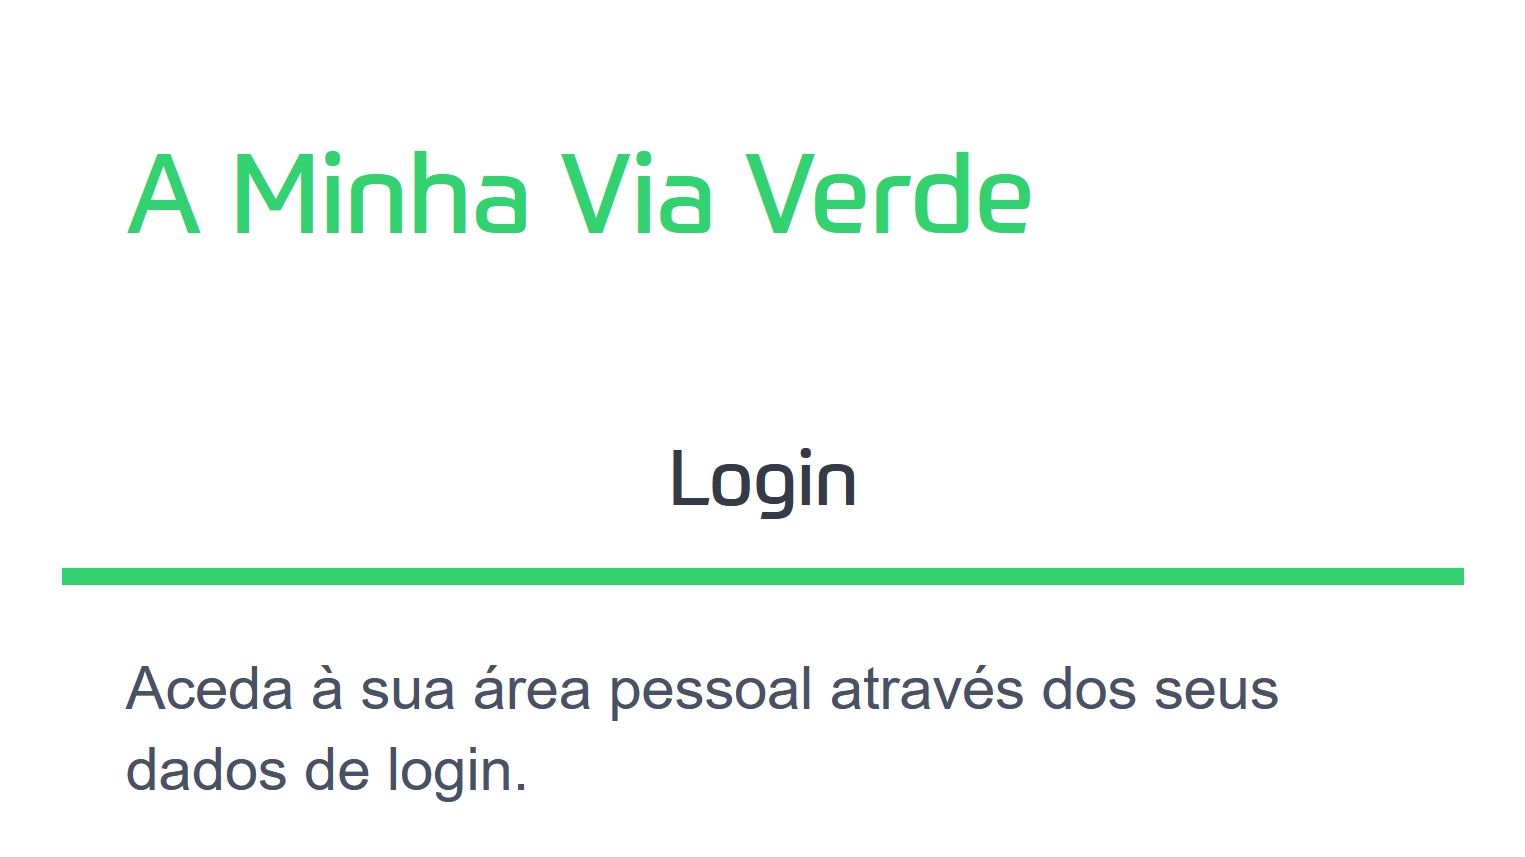 A Minha Via Verde
Login
Aceda à sua área pessoal através dos seus
dados de login.